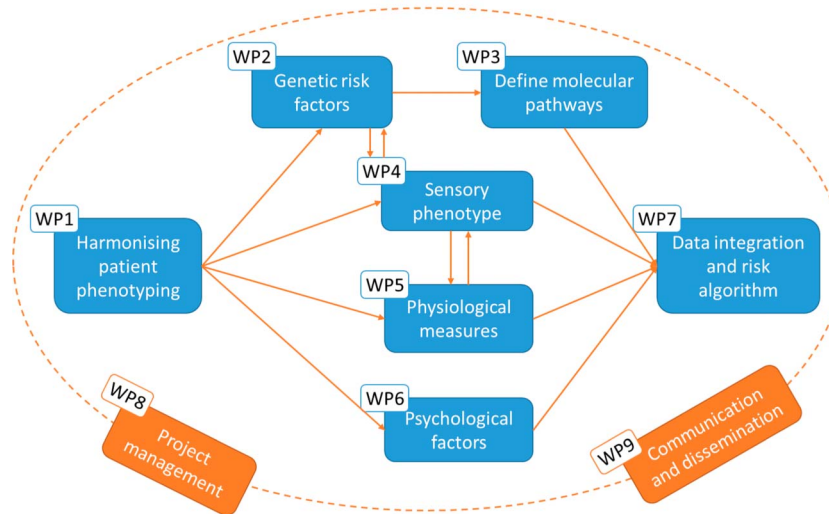 WP2
Genetic risk
factors
WP3
Define molecular
pathways
WP4
Sensory
phenotype
WP1
Harmonising
patient
phenotyping
WP7
Data integration
and risk
algorithm
WP5
Physiological
measures
WP6
Psychological
factors
WP8
Project
management
WP9
Communication
and dissemination